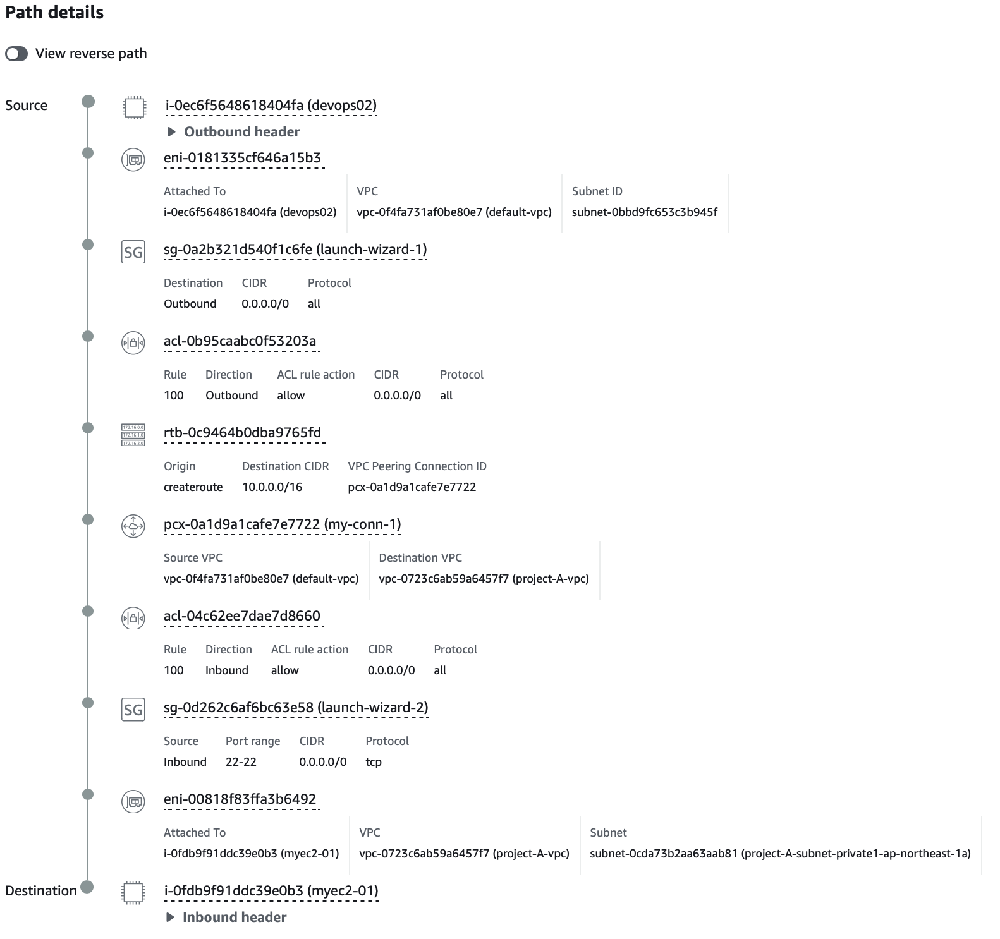 Path details
View reverse path
Source
i-0ec6f5648618404fa (devops02)
Outbound header
eni-0181335cf646a15b3
Attached To VPC Subnet ID
i-0ec6f5648618404fa (devops02) vpc-0f4fa731af0be80e7 (default-vpc) subnet-0bbd9fc653c3b945f
SG sg-0a2b321d540f1c6fe (launch-wizard-1)
Destination CIDR Protocol
Outbound 0.0.0.0/0 all
acl-0b95caabc0f53203a
Rule Direction ACL rule action CIDR Protocol
100 Outbound allow 0.0.0.0/0 all
172.16.0.0
172.16.1.0
172.16.2.0
rtb-0c9464b0dba9765fd
Origin Destination CIDR VPC Peering Connection ID
createroute 10.0.0.0/16 pcx-0a1d9a1cafe7e7722
pcx-0a1d9a1cafe7e7722 (my-conn-1)
Source VPC Destination VPC
vpc-0f4fa731af0be80e7 (default-vpc) vpc-0723c6ab59a6457f7 (project-A-vpc)
acl-04c62ee7dae7d8660
Rule Direction ACL rule action CIDR Protocol
100 Inbound allow 0.0.0.0/0 all
SG sg-0d262c6af6bc63e58 (launch-wizard-2)
Source Port range CIDR Protocol
Inbound 22-22 0.0.0.0/0 tcp
eni-00818f83ffa3b6492
Attached To VPC Subnet
i-0fdb9f91ddc39e0b3 (myec2-01) vpc-0723c6ab59a6457f7 (project-A-vpc) subnet-0cda73b2aa63aab81 (project-A-subnet-private1-ap-northeast-1a)
Destination
i-0fdb9f91ddc39e0b3 (myec2-01)
Inbound header